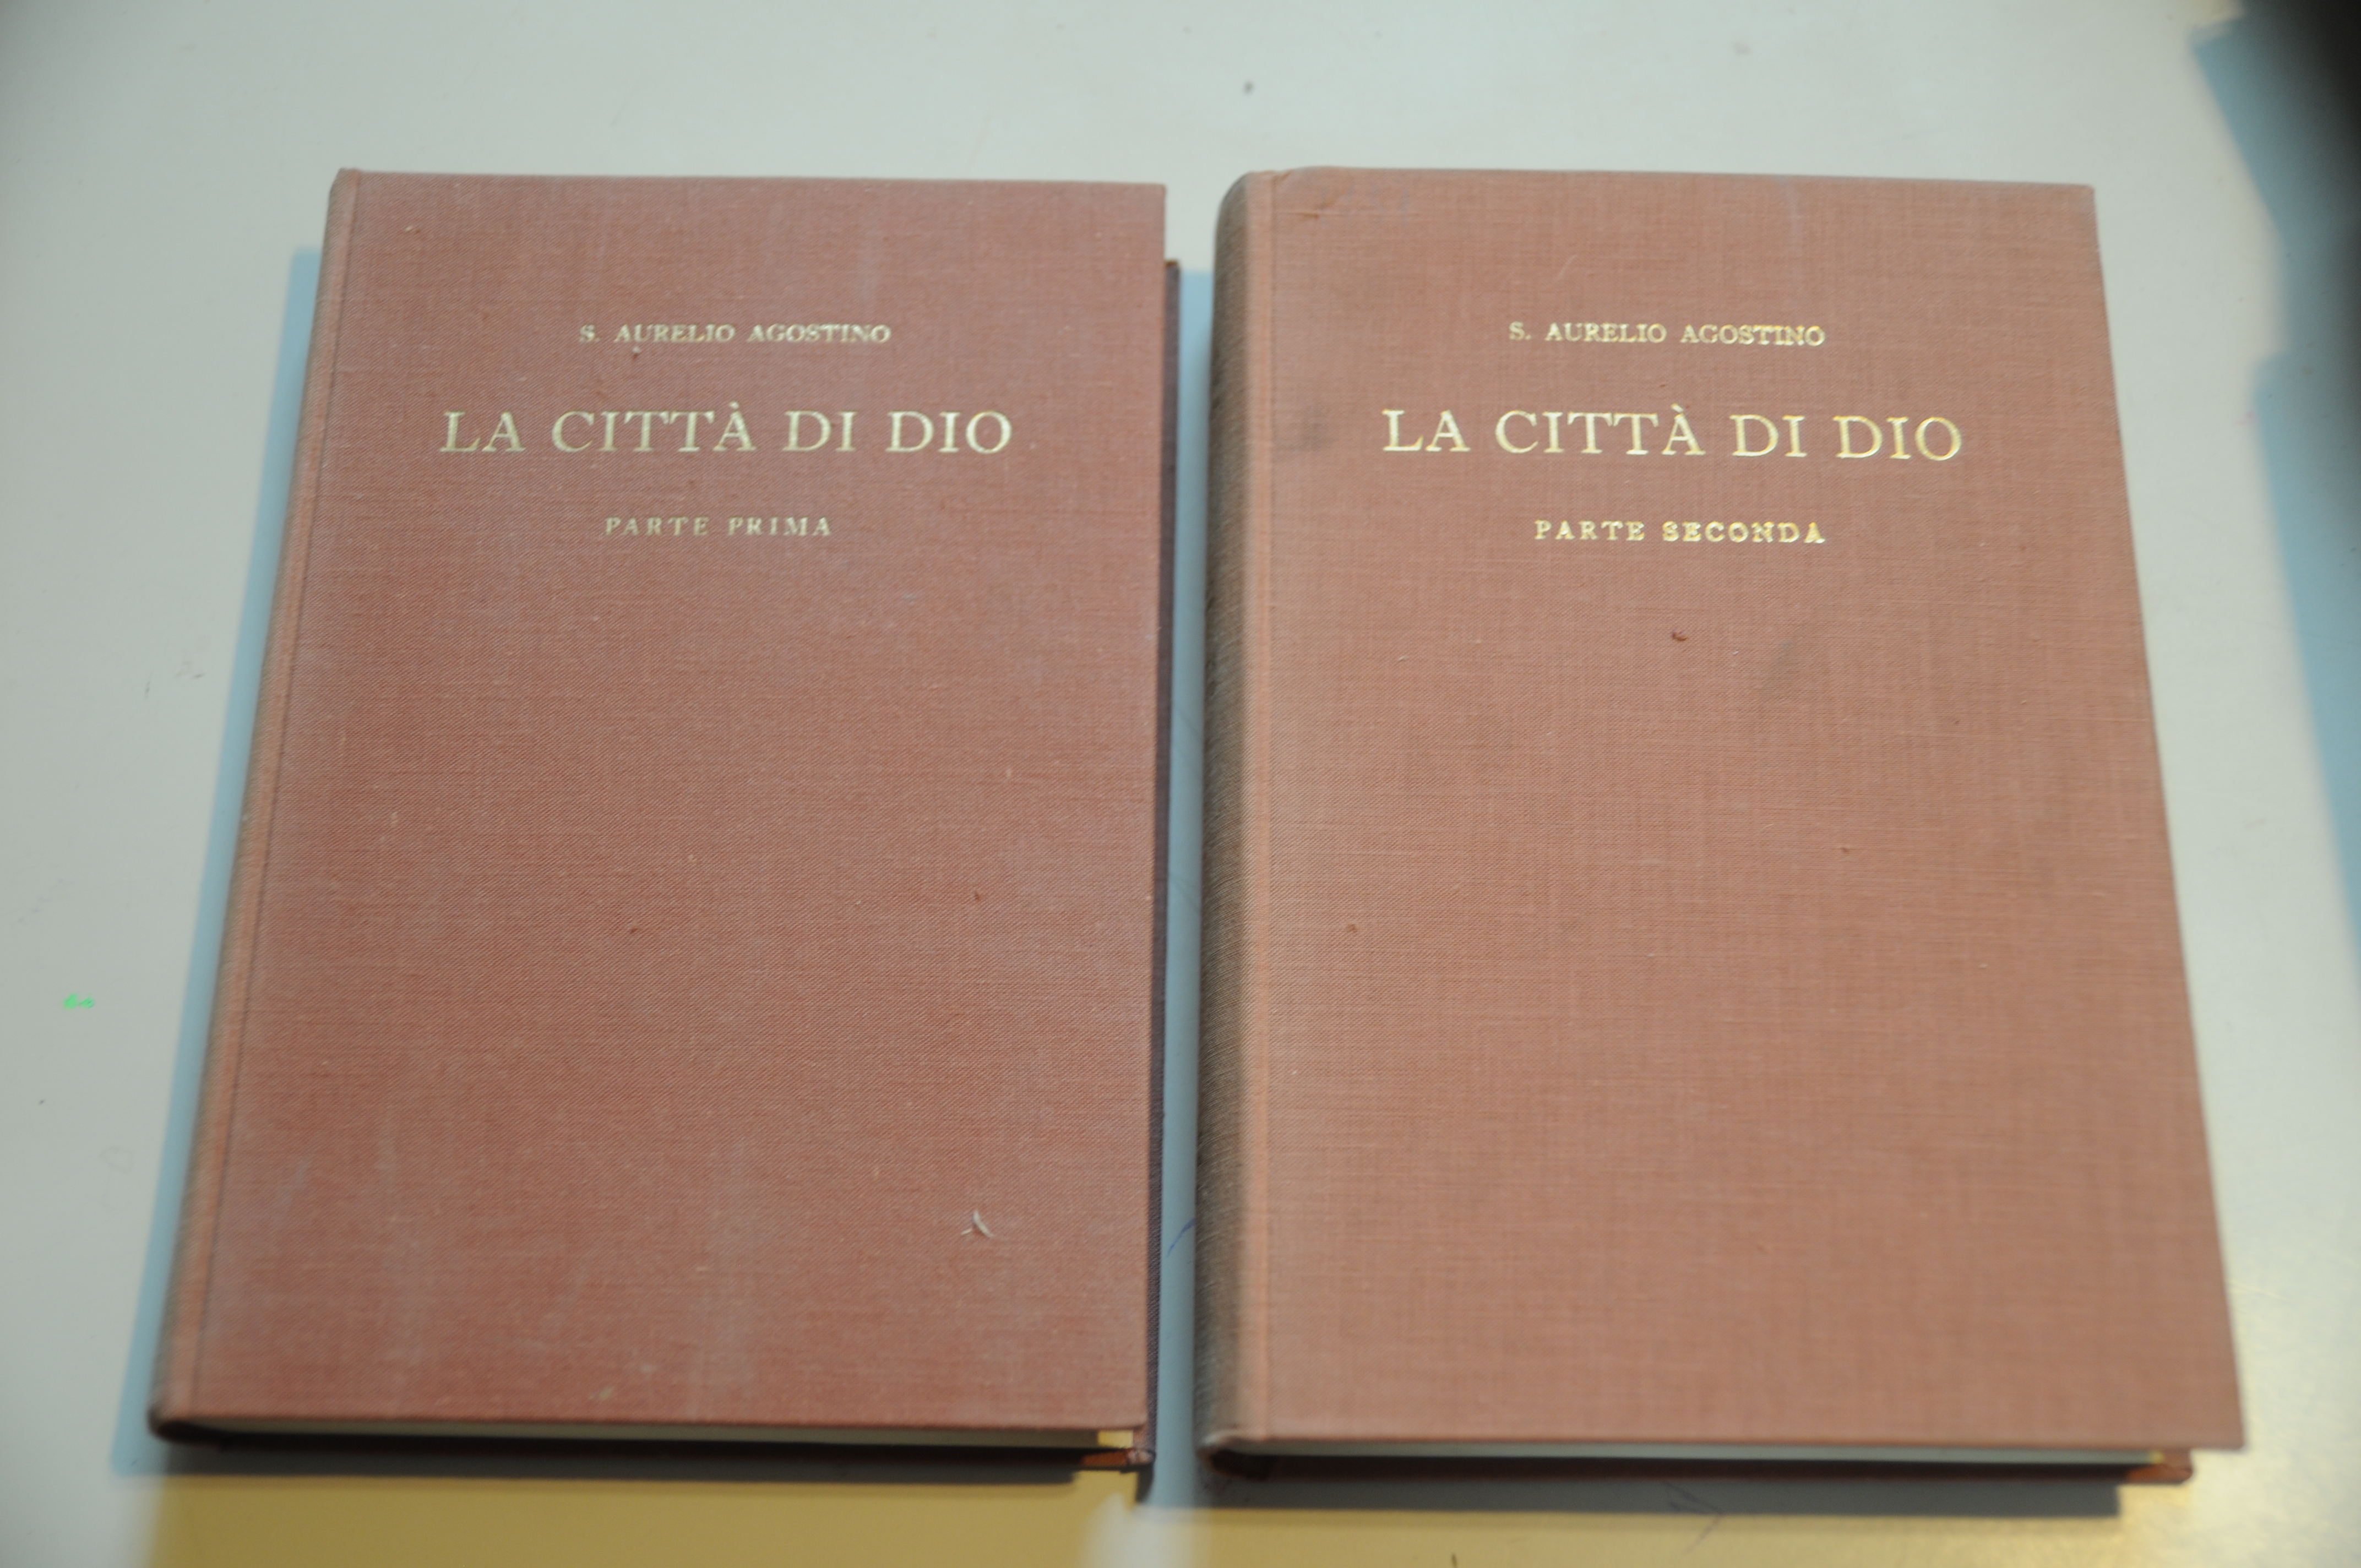 S. AURELIO AGOSTINO
LA CITTÀ DI DIO
PARTE PRIMA
S. AURELIO AGOSTINO
LA CITTÀ DI DIO
PARTE SECONDA